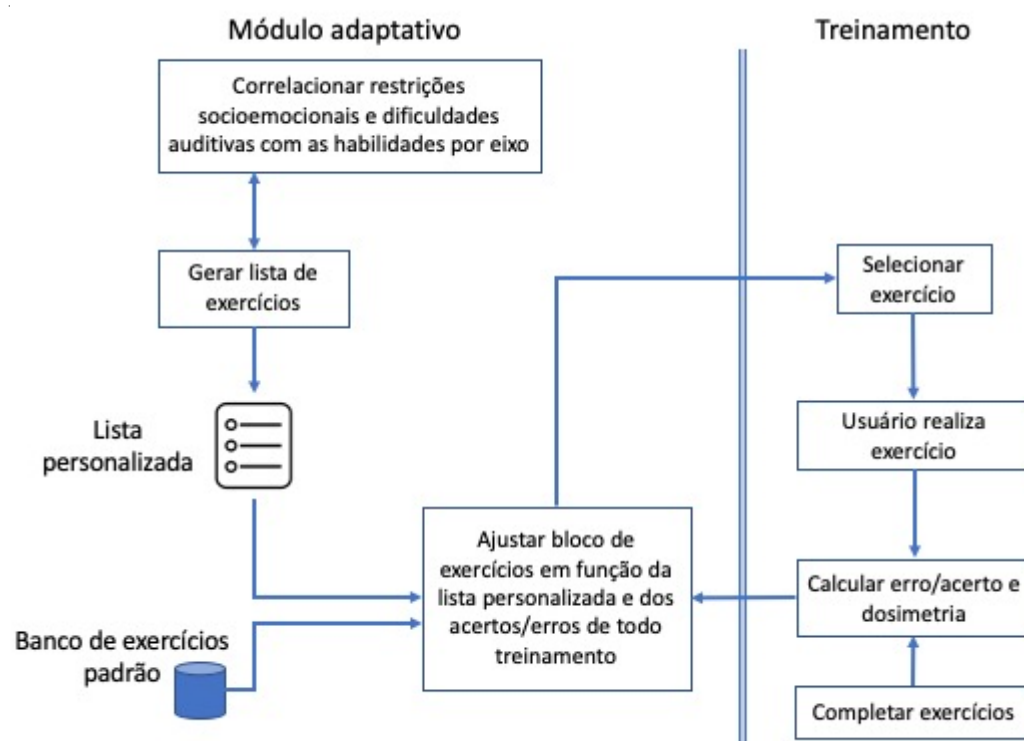 Módulo adaptativo
Treinamento
Correlacionar restrições
socioemocionais e dificuldades
auditivas com as habilidades por eixo
Gerar lista de
exercícios
Lista
personalizada
Banco de exercícios
padrão
Ajustar bloco de
exercícios em função da
lista personalizada e dos
acertos/erros de todo
treinamento
Selecionar
exercício
Usuário realiza
exercício
Calcular erro/acerto e
dosimetria
Completar exercícios